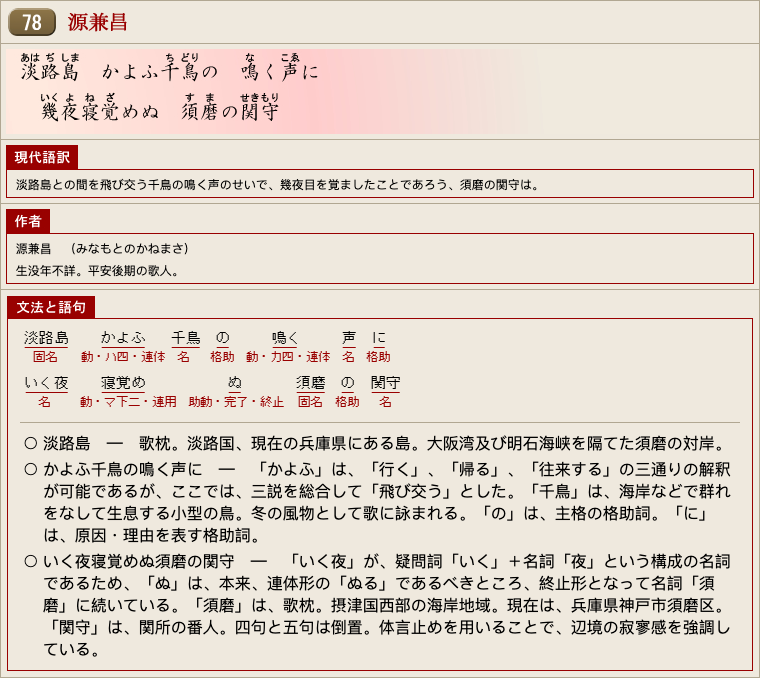 78 源兼昌
あは ぢ しま ち どり な こゑ
淡路島 かよふ千鳥の 鳴く声に
いく よ ね ざ す ま せきもり
幾夜寝覚めぬ 須磨の関守
現代語訳
淡路島との間を飛び交う千鳥の鳴く声のせいで、幾夜目を覚ましたことであろう、須磨の関守は。
作者
源兼昌 （みなもとのかねまさ）
生没年不詳。平安後期の歌人。
文法と語句
淡路島 かよふ 千鳥 の 鳴く 声 に
固名 動・ハ四・連体 名 格助 動・カ四・連体 名 格助
いく夜 寝覚め ぬ 須磨 の 関守
名 動・マ下二・連用 助動・完了・終止 固名 格助 名
○ 淡路島 ― 歌枕。淡路国、現在の兵庫県にある島。大阪湾及び明石海峡を隔てた須磨の対岸。
○ かよふ千鳥の鳴く声に ― 「かよふ」は、「行く」、「帰る」、「往来する」の三通りの解釈
が可能であるが、ここでは、三説を総合して「飛び交う」とした。「千鳥」は、海岸などで群れ
をなして生息する小型の鳥。冬の風物として歌に詠まれる。「の」は、主格の格助詞。「に」
は、原因・理由を表す格助詞。
○ いく夜寝覚めぬ須磨の関守 ― 「いく夜」が、疑問詞「いく」＋名詞「夜」という構成の名詞
であるため、「ぬ」は、本来、連体形の「ぬる」であるべきところ、終止形となって名詞「須
磨」に続いている。「須磨」は、歌枕。摂津国西部の海岸地域。現在は、兵庫県神戸市須磨区。
「関守」は、関所の番人。四句と五句は倒置。体言止めを用いることで、辺境の寂寥感を強調し
ている。